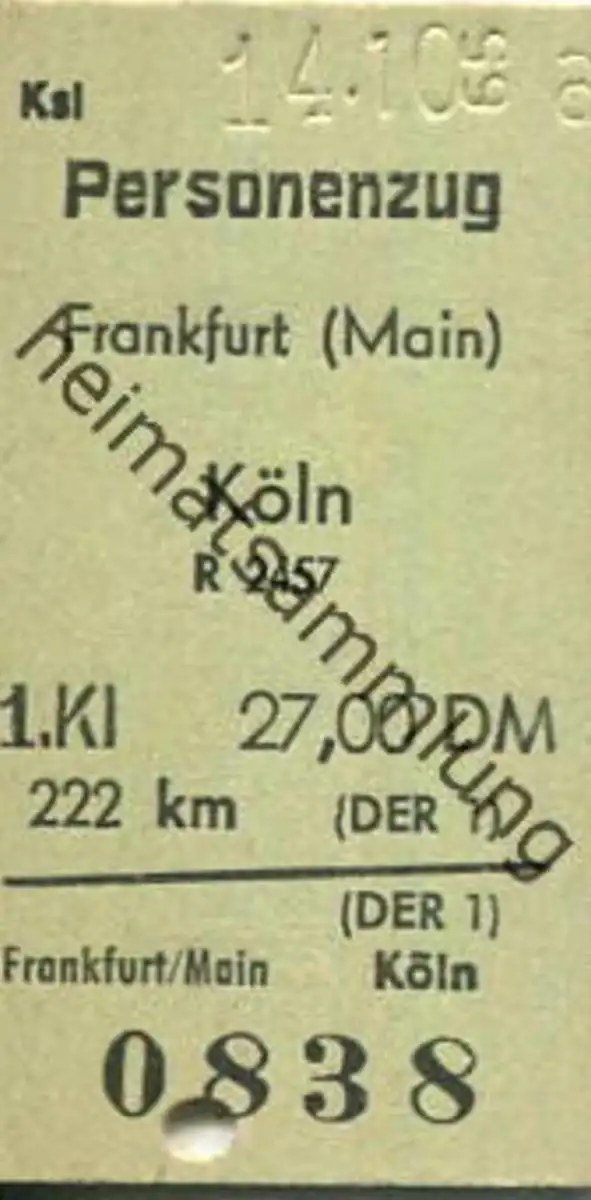 14.10
Ksl
Personenzug
Frankfurt (Main)
Köln
R 2457
1.Kl 27,00 DM
222 km (DER 1)
(DER 1)
Frankfurt/Main Köln
0838
heimatsammlung